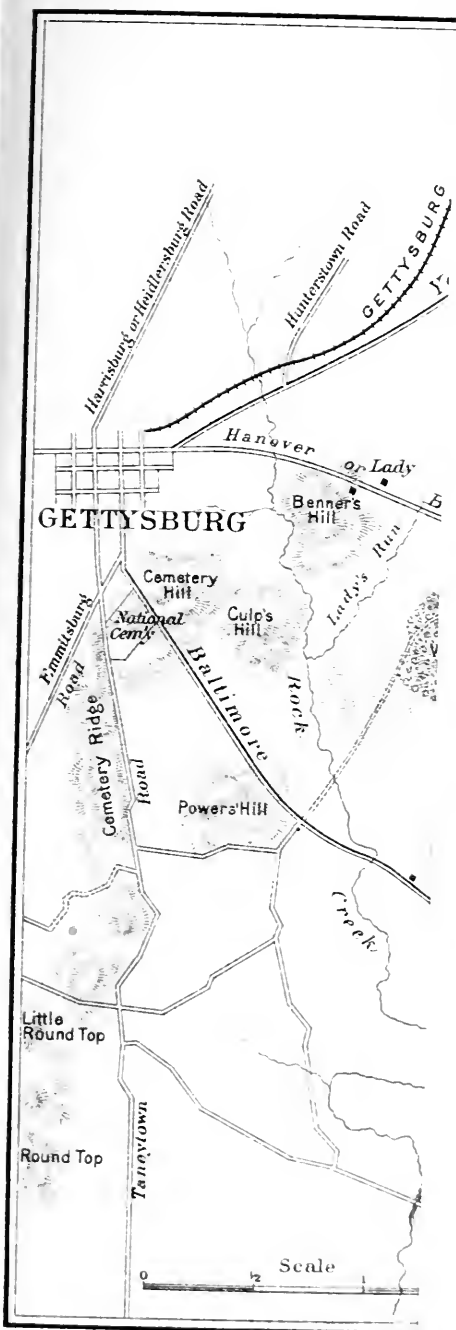 Harrisburg or Heidlersburg Road
Hunterstown Road
GETTYSBURG
Hanover or Lady
Benner's
Hill
GETTYSBURG
Lady's Run
Cemetery
Hill
National
Cem'y.
Culp's
Hill
Emmitsburg
Road
Baltimore
Rock
Cemetery Ridge
Road
Powers' Hill
Creek
Little
Round Top
Round Top
Taneytown
Scale
0 ½ 1